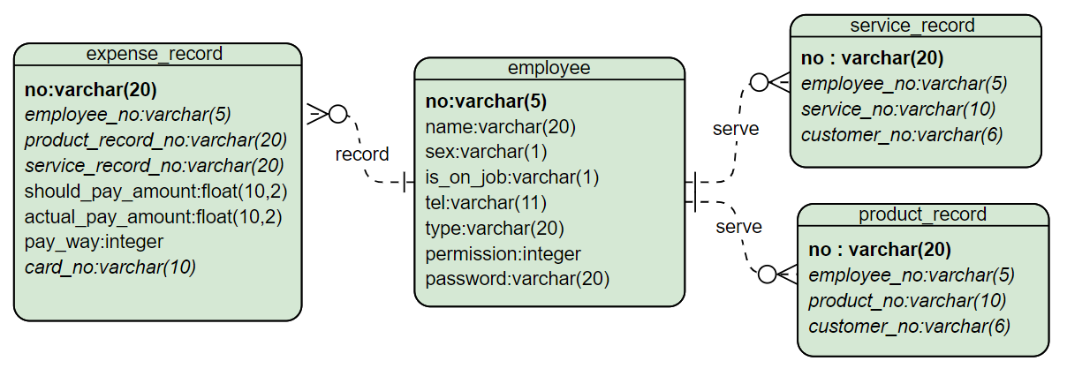 expense_record
no:varchar(20)
employee_no:varchar(5)
product_record_no:varchar(20)
service_record_no:varchar(20)
should_pay_amount:float(10,2)
actual_pay_amount:float(10,2)
pay_way:integer
card_no:varchar(10)
record
employee
no:varchar(5)
name:varchar(20)
sex:varchar(1)
is_on_job:varchar(1)
tel:varchar(11)
type:varchar(20)
permission:integer
password:varchar(20)
serve
serve
service_record
no : varchar(20)
employee_no:varchar(5)
service_no:varchar(10)
customer_no:varchar(6)
product_record
no : varchar(20)
employee_no:varchar(5)
product_no:varchar(10)
customer_no:varchar(6)